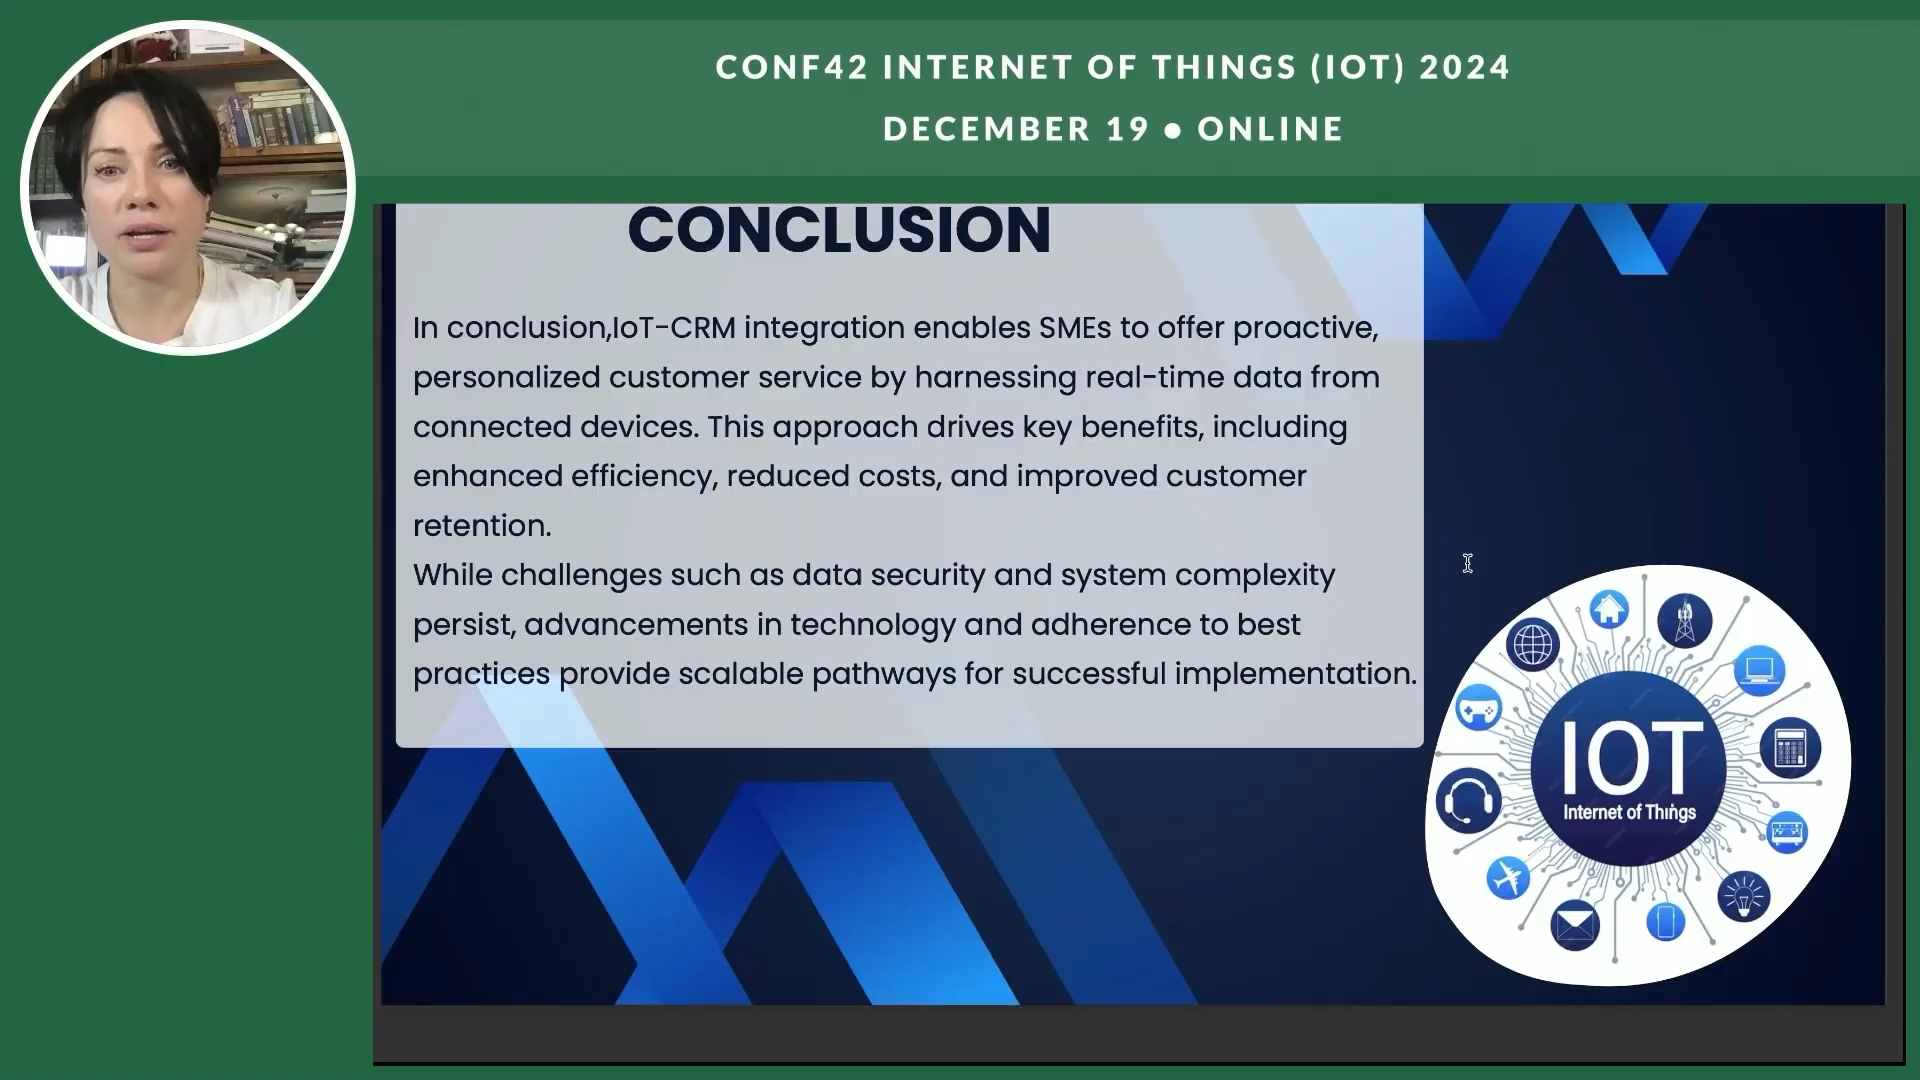 CONF42 INTERNET OF THINGS (IOT) 2024
DECEMBER 19 ● ONLINE
CONCLUSION
In conclusion,IoT-CRM integration enables SMEs to offer proactive,
personalized customer service by harnessing real-time data from
connected devices. This approach drives key benefits, including
enhanced efficiency, reduced costs, and improved customer
retention.
While challenges such as data security and system complexity
persist, advancements in technology and adherence to best
practices provide scalable pathways for successful implementation.
IOT
Internet of Things